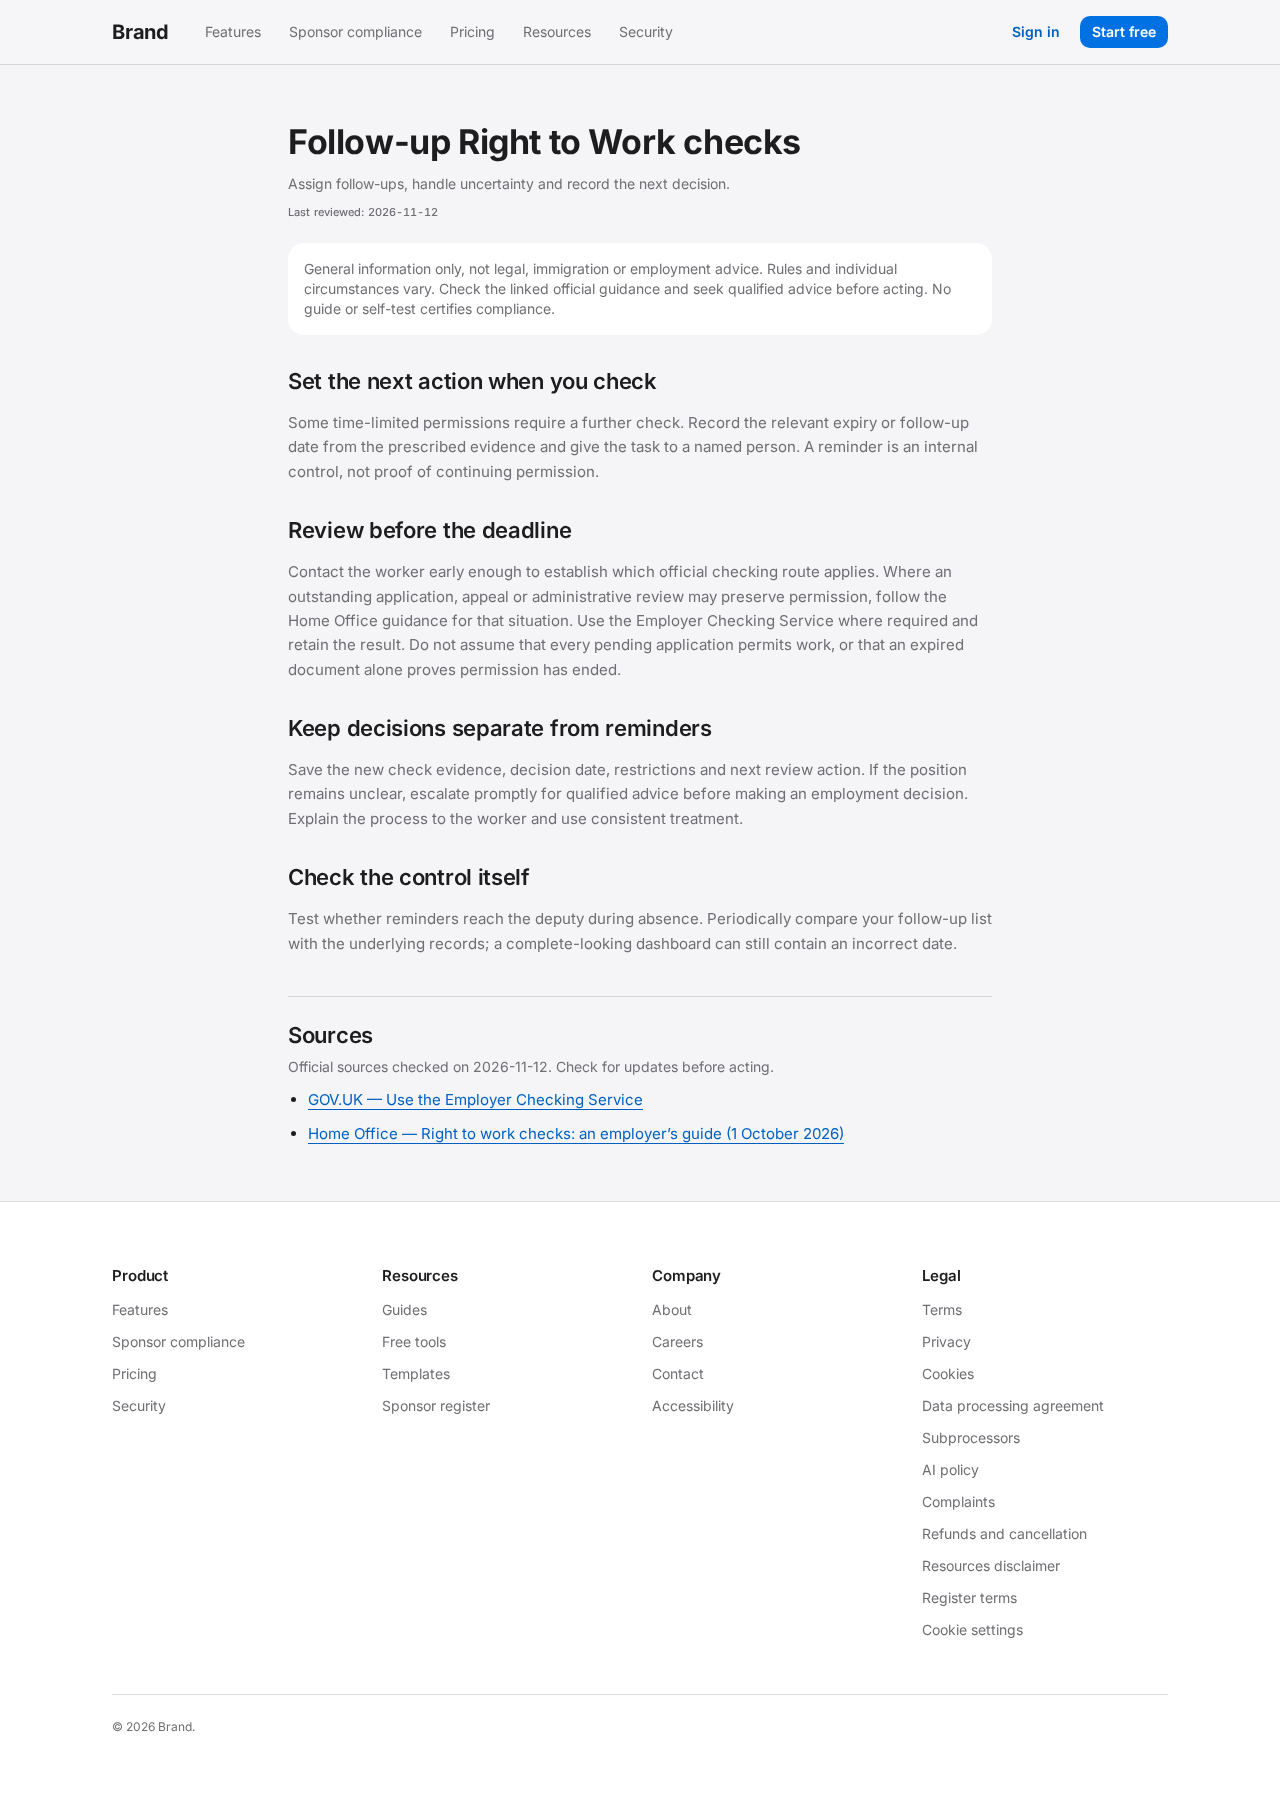 Brand
Features
Sponsor compliance
Pricing
Resources
Security
Sign in
Start free
Follow-up Right to Work checks
Assign follow-ups, handle uncertainty and record the next decision.
Last reviewed: 2026-11-12
General information only, not legal, immigration or employment advice. Rules and individual
circumstances vary. Check the linked official guidance and seek qualified advice before acting. No
guide or self-test certifies compliance.
Set the next action when you check
Some time-limited permissions require a further check. Record the relevant expiry or follow-up
date from the prescribed evidence and give the task to a named person. A reminder is an internal
control, not proof of continuing permission.
Review before the deadline
Contact the worker early enough to establish which official checking route applies. Where an
outstanding application, appeal or administrative review may preserve permission, follow the
Home Office guidance for that situation. Use the Employer Checking Service where required and
retain the result. Do not assume that every pending application permits work, or that an expired
document alone proves permission has ended.
Keep decisions separate from reminders
Save the new check evidence, decision date, restrictions and next review action. If the position
remains unclear, escalate promptly for qualified advice before making an employment decision.
Explain the process to the worker and use consistent treatment.
Check the control itself
Test whether reminders reach the deputy during absence. Periodically compare your follow-up list
with the underlying records; a complete-looking dashboard can still contain an incorrect date.
Sources
Official sources checked on 2026-11-12. Check for updates before acting.
GOV.UK — Use the Employer Checking Service
Home Office — Right to work checks: an employer’s guide (1 October 2026)
Product
Features
Sponsor compliance
Pricing
Security
Resources
Guides
Free tools
Templates
Sponsor register
Company
About
Careers
Contact
Accessibility
Legal
Terms
Privacy
Cookies
Data processing agreement
Subprocessors
AI policy
Complaints
Refunds and cancellation
Resources disclaimer
Register terms
Cookie settings
© 2026 Brand.